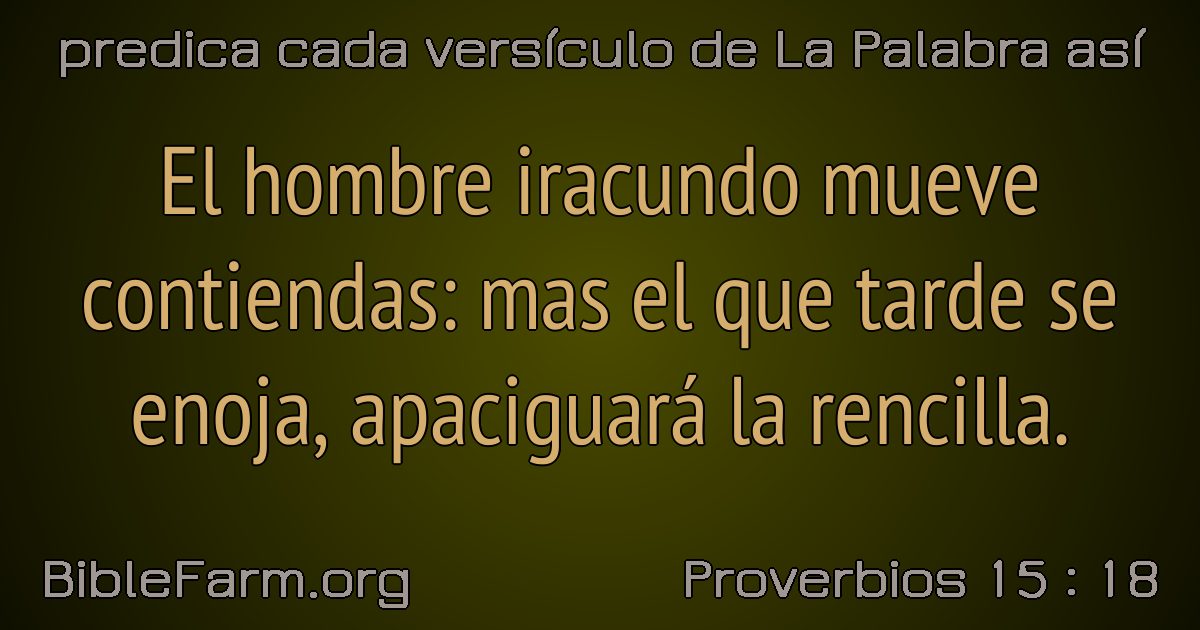 predica cada versículo de La Palabra así
El hombre iracundo mueve
contiendas: mas el que tarde se
enoja, apaciguará la rencilla.
BibleFarm.org
Proverbios 15 : 18